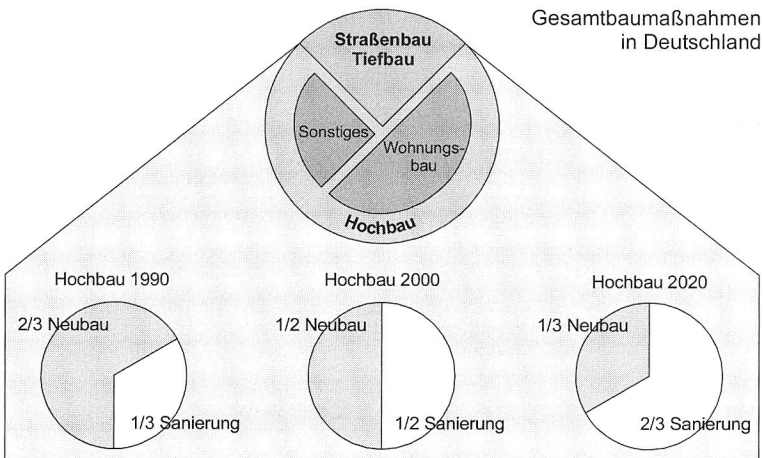 Gesamtbaumaßnahmen
in Deutschland
Straßenbau
Tiefbau
Sonstiges
Wohnungs-
bau
Hochbau
Hochbau 1990
2/3 Neubau
1/3 Sanierung
Hochbau 2000
1/2 Neubau
1/2 Sanierung
Hochbau 2020
1/3 Neubau
2/3 Sanierung